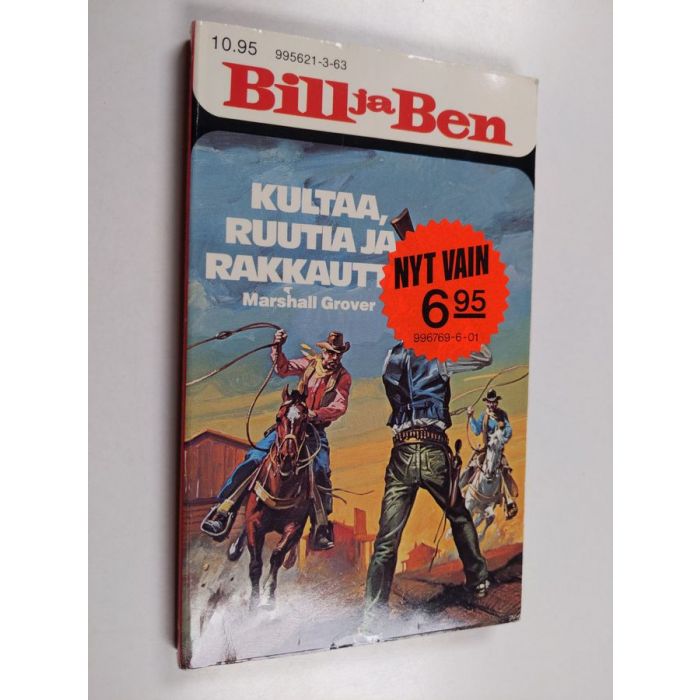 10.95 995621-3-63
Bill ja Ben
KULTAA,
RUUTIA JA
RAKKAUTT
Marshall Grover
NYT VAIN
6 95
996769-6-01